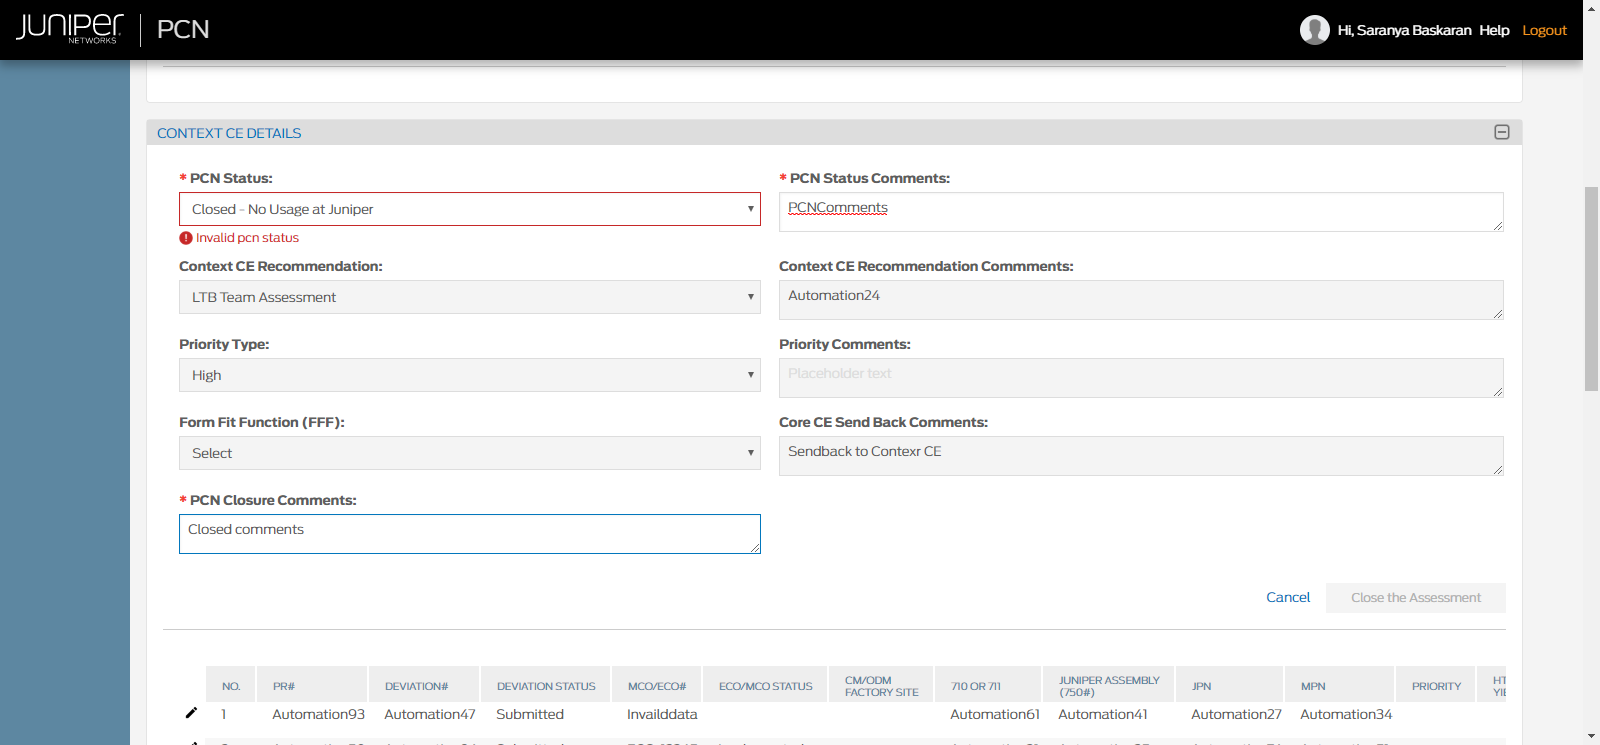 JUNIPER NETWORKS
PCN
Hi, Saranya Baskaran Help Logout
CONTEXT CE DETAILS
* PCN Status:
* PCN Status Comments:
Closed - No Usage at Juniper
PCNComments
Invalid pcn status
Context CE Recommendation:
Context CE Recommendation Commments:
LTB Team Assessment
Automation24
Priority Type:
Priority Comments:
High
Placeholder text
Form Fit Function (FFF):
Core CE Send Back Comments:
Select
Sendback to Contexr CE
* PCN Closure Comments:
Closed comments
Cancel Close the Assessment
NO. PR# DEVIATION# DEVIATION STATUS MCO/ECO# ECO/MCO STATUS CM/ODM FACTORY SITE 710 OR 711 JUNIPER ASSEMBLY (750#) JPN MPN PRIORITY
1 Automation93 Automation47 Submitted Invailddata Automation61 Automation41 Automation27 Automation34